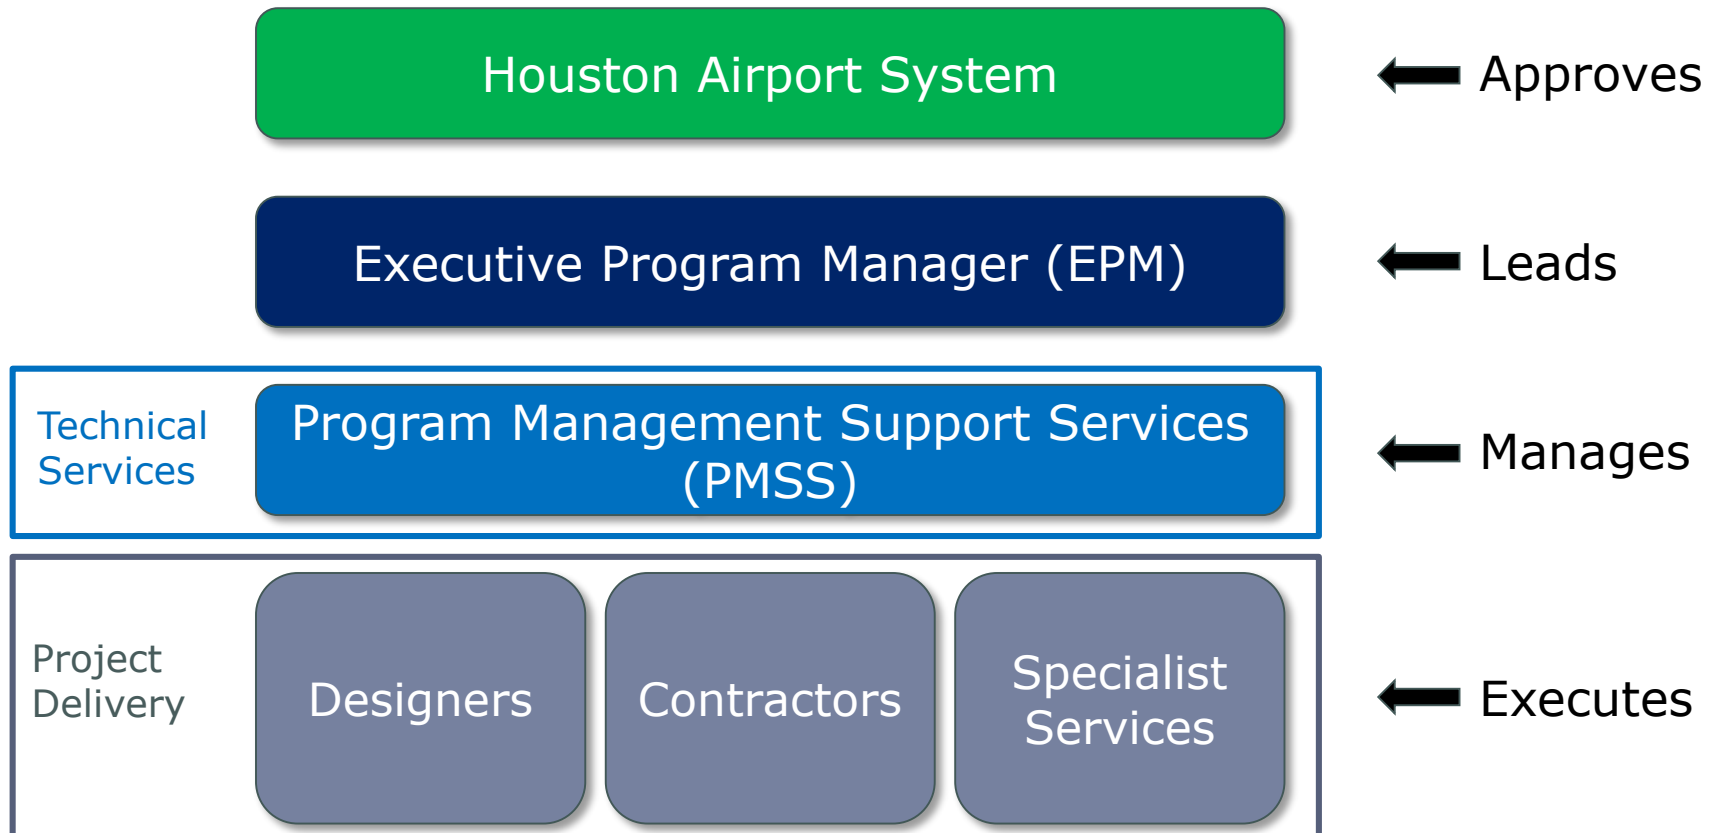 Houston Airport System
Approves
Executive Program Manager (EPM)
Leads
Technical
Services
Program Management Support Services
(PMSS)
Manages
Project
Delivery
Designers
Contractors
Specialist
Services
Executes